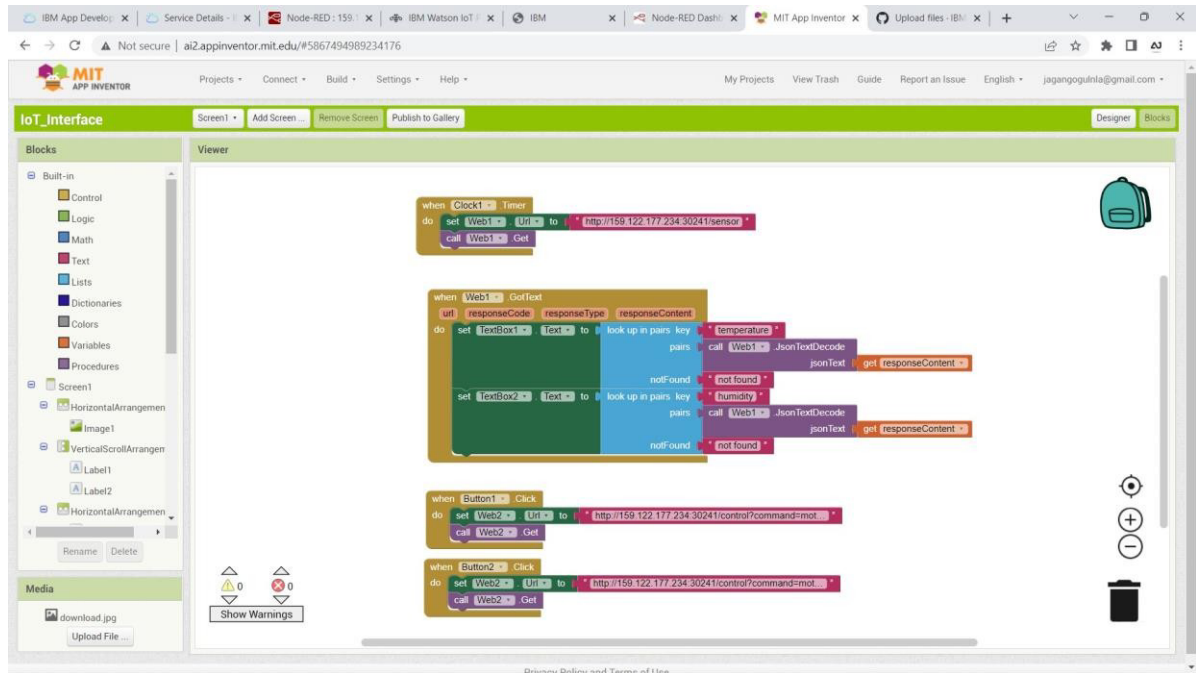 IBM App Develop
Service Details - I
Node-RED : 159.1
IBM Watson IoT P
IBM
Node-RED Dashb
MIT App Inventor
Upload files · IBM
Not secure ai2.appinventor.mit.edu/#5867494989234176
MIT
APP INVENTOR
Projects Connect Build Settings Help My Projects View Trash Guide Report an Issue English jagangogulnla@gmail.com
IoT_Interface Screen1 Add Screen ... Remove Screen Publish to Gallery Designer Blocks
Blocks
Viewer
Built-in
Control
Logic
Math
Text
Lists
Dictionaries
Colors
Variables
Procedures
Screen1
HorizontalArrangemen
Image1
VerticalScrollArrangem
Label1
Label2
HorizontalArrangemen
Rename Delete
Media
download.jpg
Upload File ...
when Clock1 .Timer
do set Web1 . Url to " http://159.122.177.234:30241/sensor "
call Web1 .Get
when Web1 .GotText
url responseCode responseType responseContent
do set TextBox1 . Text to look up in pairs key " temperature "
pairs call Web1 .JsonTextDecode
jsonText get responseContent
notFound " not found "
set TextBox2 . Text to look up in pairs key " humidity "
pairs call Web1 .JsonTextDecode
jsonText get responseContent
notFound " not found "
when Button1 .Click
do set Web2 . Url to " http://159.122.177.234:30241/control?command=mot... "
call Web2 .Get
when Button2 .Click
do set Web2 . Url to " http://159.122.177.234:30241/control?command=mot... "
call Web2 .Get
0 0
Show Warnings
Privacy Policy and Terms of Use